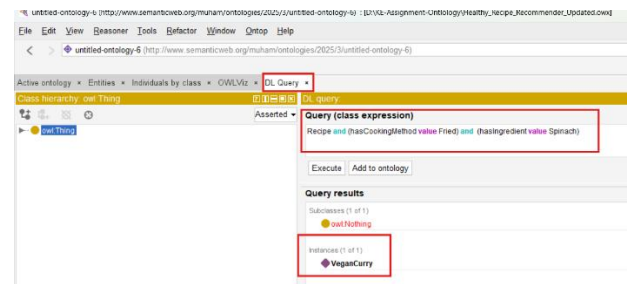 untitled-ontology-6 (http://www.semanticweb.org/muham/ontologies/2025/3/untitled-ontology-6) : [D:\KE-Assignment-Ontiology\Healthy_Recipe_Recommender_Updated.owx]
File Edit View Reasoner Tools Refactor Window Ontop Help
untitled-ontology-6 (http://www.semanticweb.org/muham/ontologies/2025/3/untitled-ontology-6)
Active ontology × Entities × Individuals by class × OWLViz × DL Query ×
Class hierarchy: owl:Thing
DL query:
Asserted
owl:Thing
Query (class expression)
Recipe and (hasCookingMethod value Fried) and (hasIngredient value Spinach)
Execute Add to ontology
Query results
Subclasses (1 of 1)
owl:Nothing
Instances (1 of 1)
VeganCurry